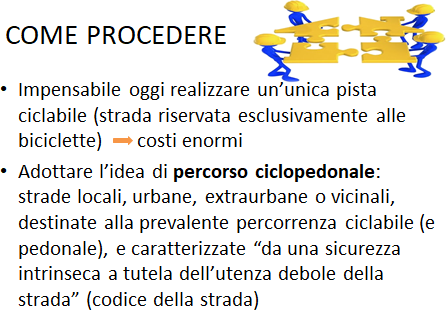 COME PROCEDERE
• Impensabile oggi realizzare un’unica pista
ciclabile (strada riservata esclusivamente alle
biciclette) ➡ costi enormi
• Adottare l’idea di percorso ciclopedonale:
strade locali, urbane, extraurbane o vicinali,
destinate alla prevalente percorrenza ciclabile (e
pedonale), e caratterizzate “da una sicurezza
intrinseca a tutela dell’utenza debole della
strada” (codice della strada)